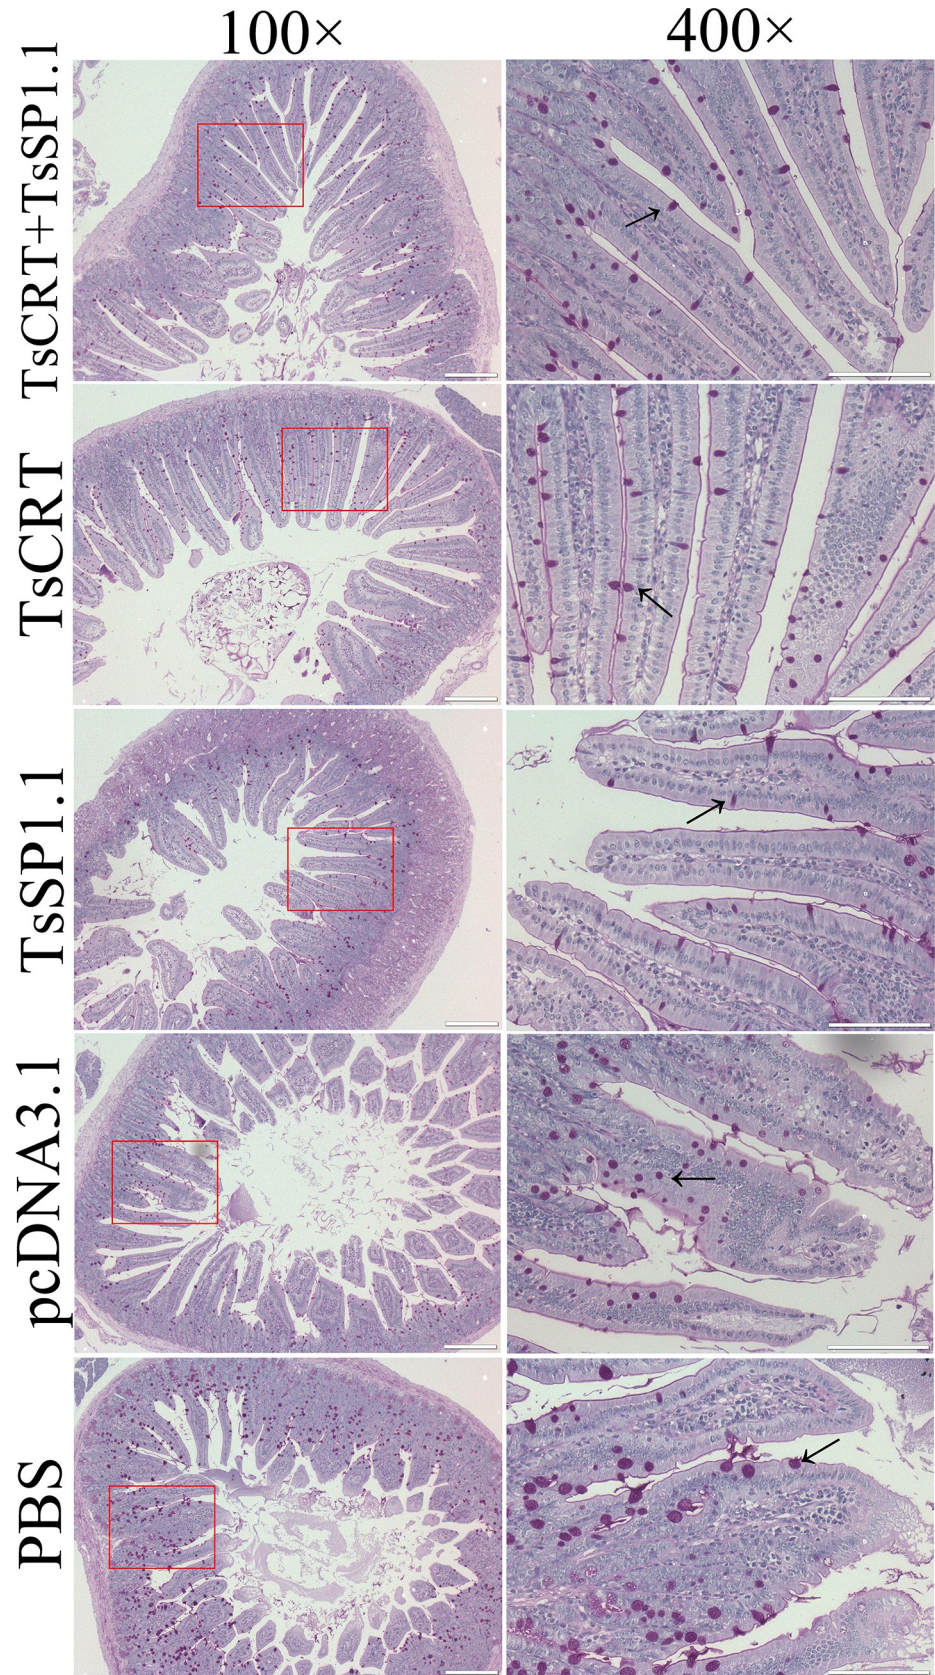 100× 400×
TsCRT+TsSP1.1
TsCRT
TsSP1.1
pcDNA3.1
PBS